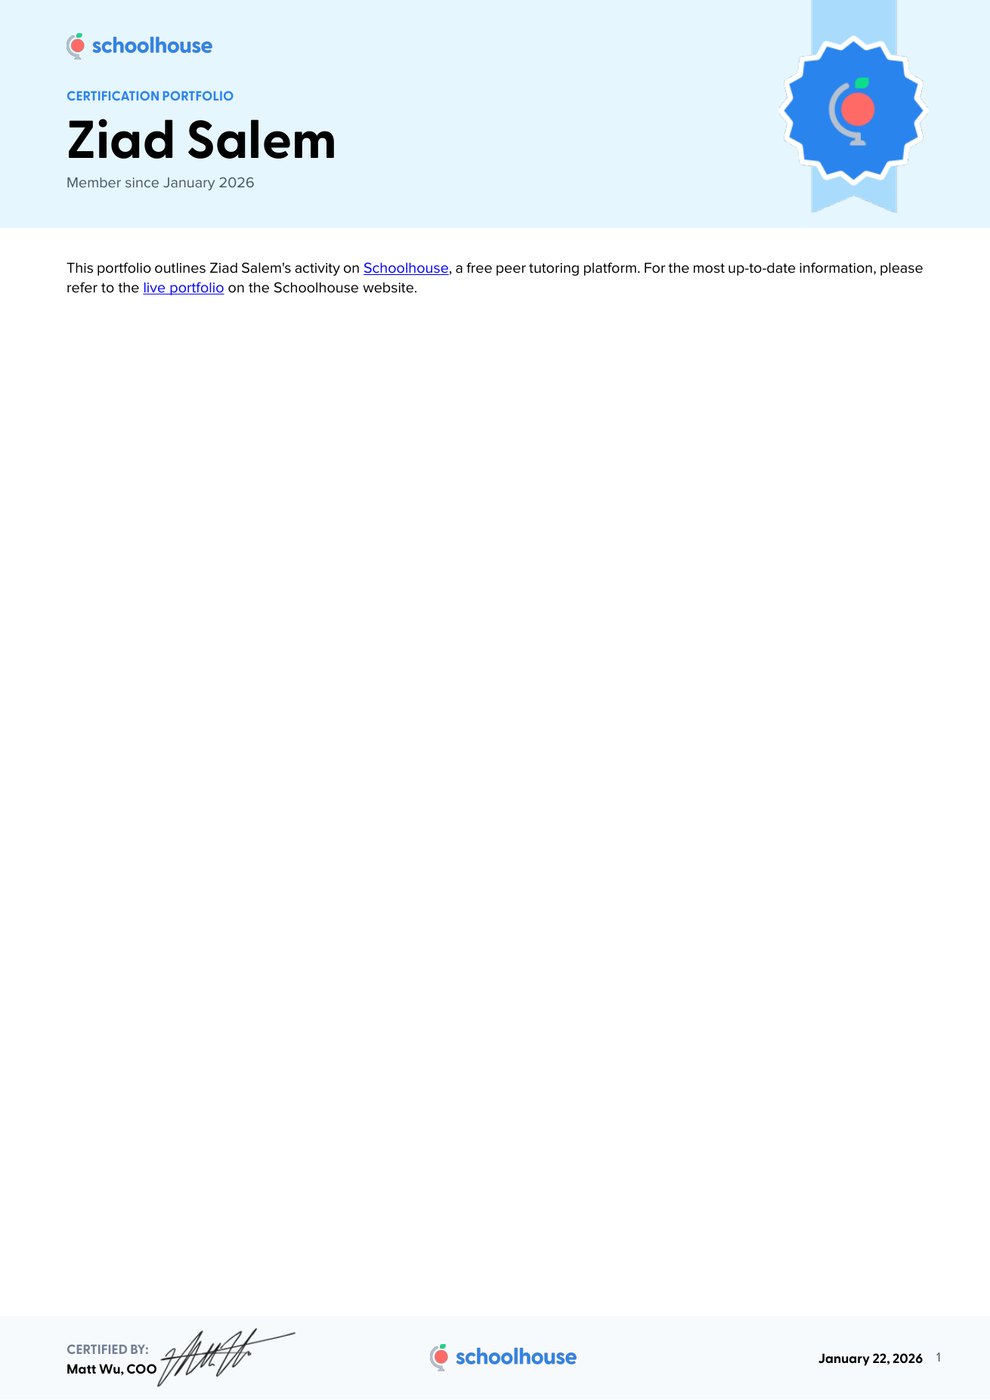 schoolhouse
CERTIFICATION PORTFOLIO
Ziad Salem
Member since January 2026
This portfolio outlines Ziad Salem's activity on Schoolhouse, a free peer tutoring platform. For the most up-to-date information, please
refer to the live portfolio on the Schoolhouse website.
CERTIFIED BY:
Matt Wu, COO
schoolhouse
January 22, 2026 1